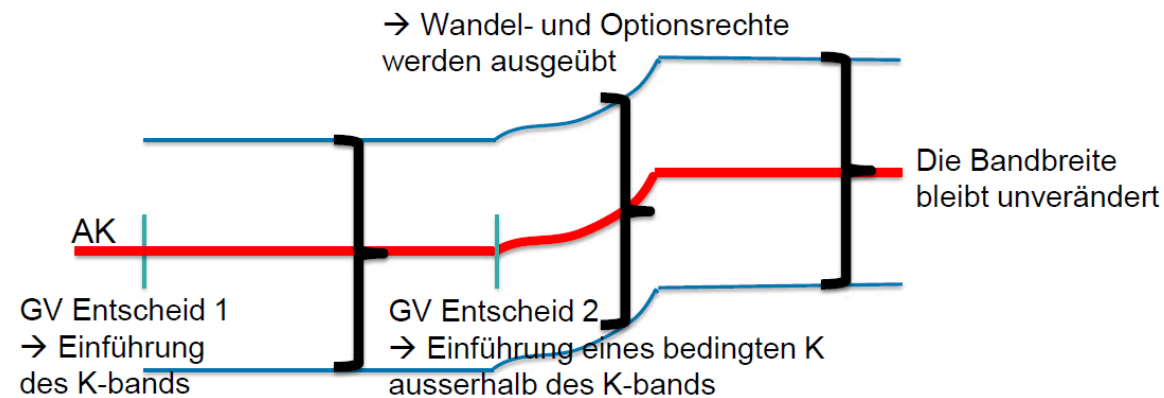 → Wandel- und Optionsrechte
werden ausgeübt
Die Bandbreite
bleibt unverändert
AK
GV Entscheid 1
→ Einführung
des K-bands
GV Entscheid 2
→ Einführung eines bedingten K
ausserhalb des K-bands